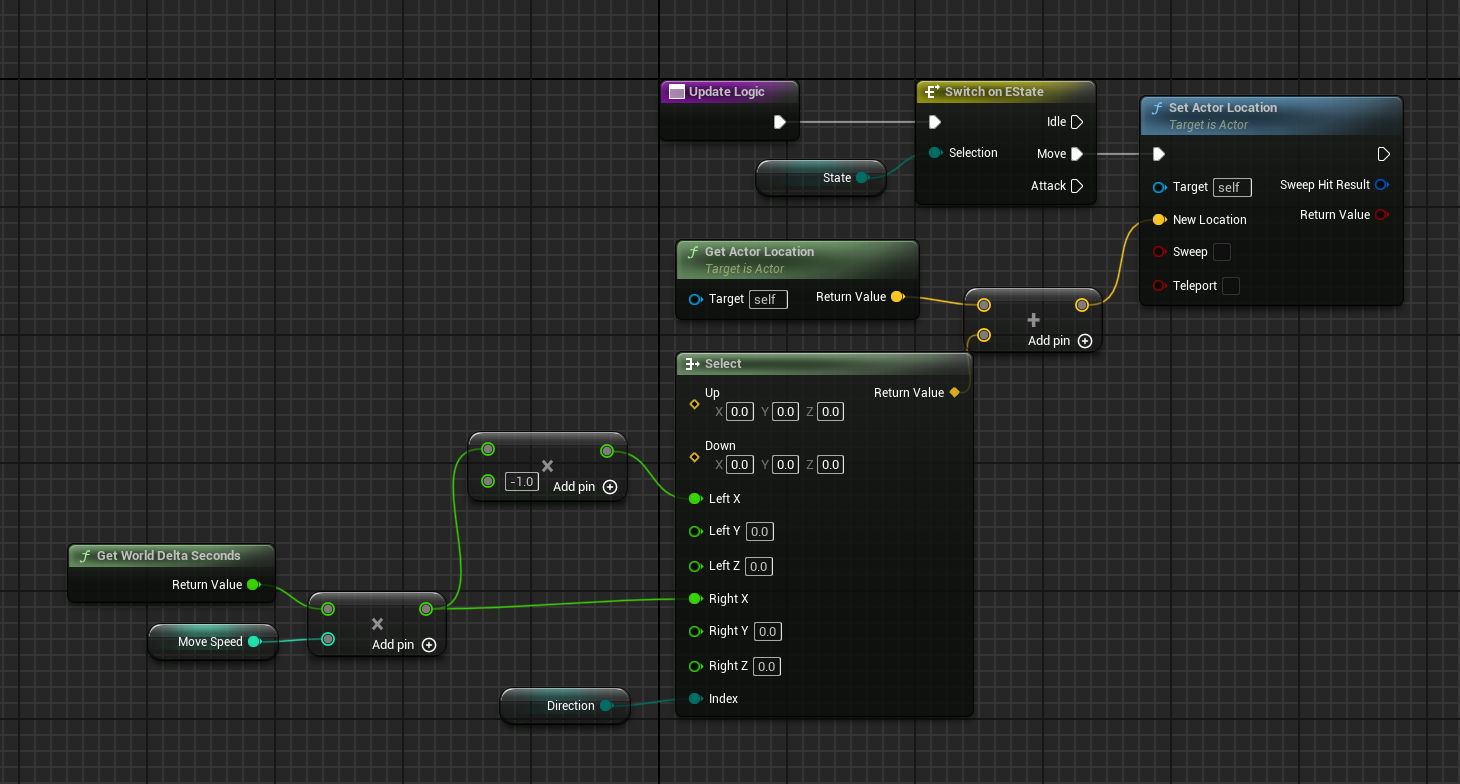 Update Logic
Switch on EState
Idle
Selection
Move
Attack
State
Set Actor Location
Target is Actor
Target self
Sweep Hit Result
New Location
Return Value
Sweep
Teleport
Get Actor Location
Target is Actor
Target self
Return Value
+
Add pin
Select
Up
Return Value
X 0.0 Y 0.0 Z 0.0
Down
X 0.0 Y 0.0 Z 0.0
Left X
Left Y 0.0
Left Z 0.0
Right X
Right Y 0.0
Right Z 0.0
Index
×
-1.0
Add pin
Get World Delta Seconds
Return Value
Move Speed
×
Add pin
Direction